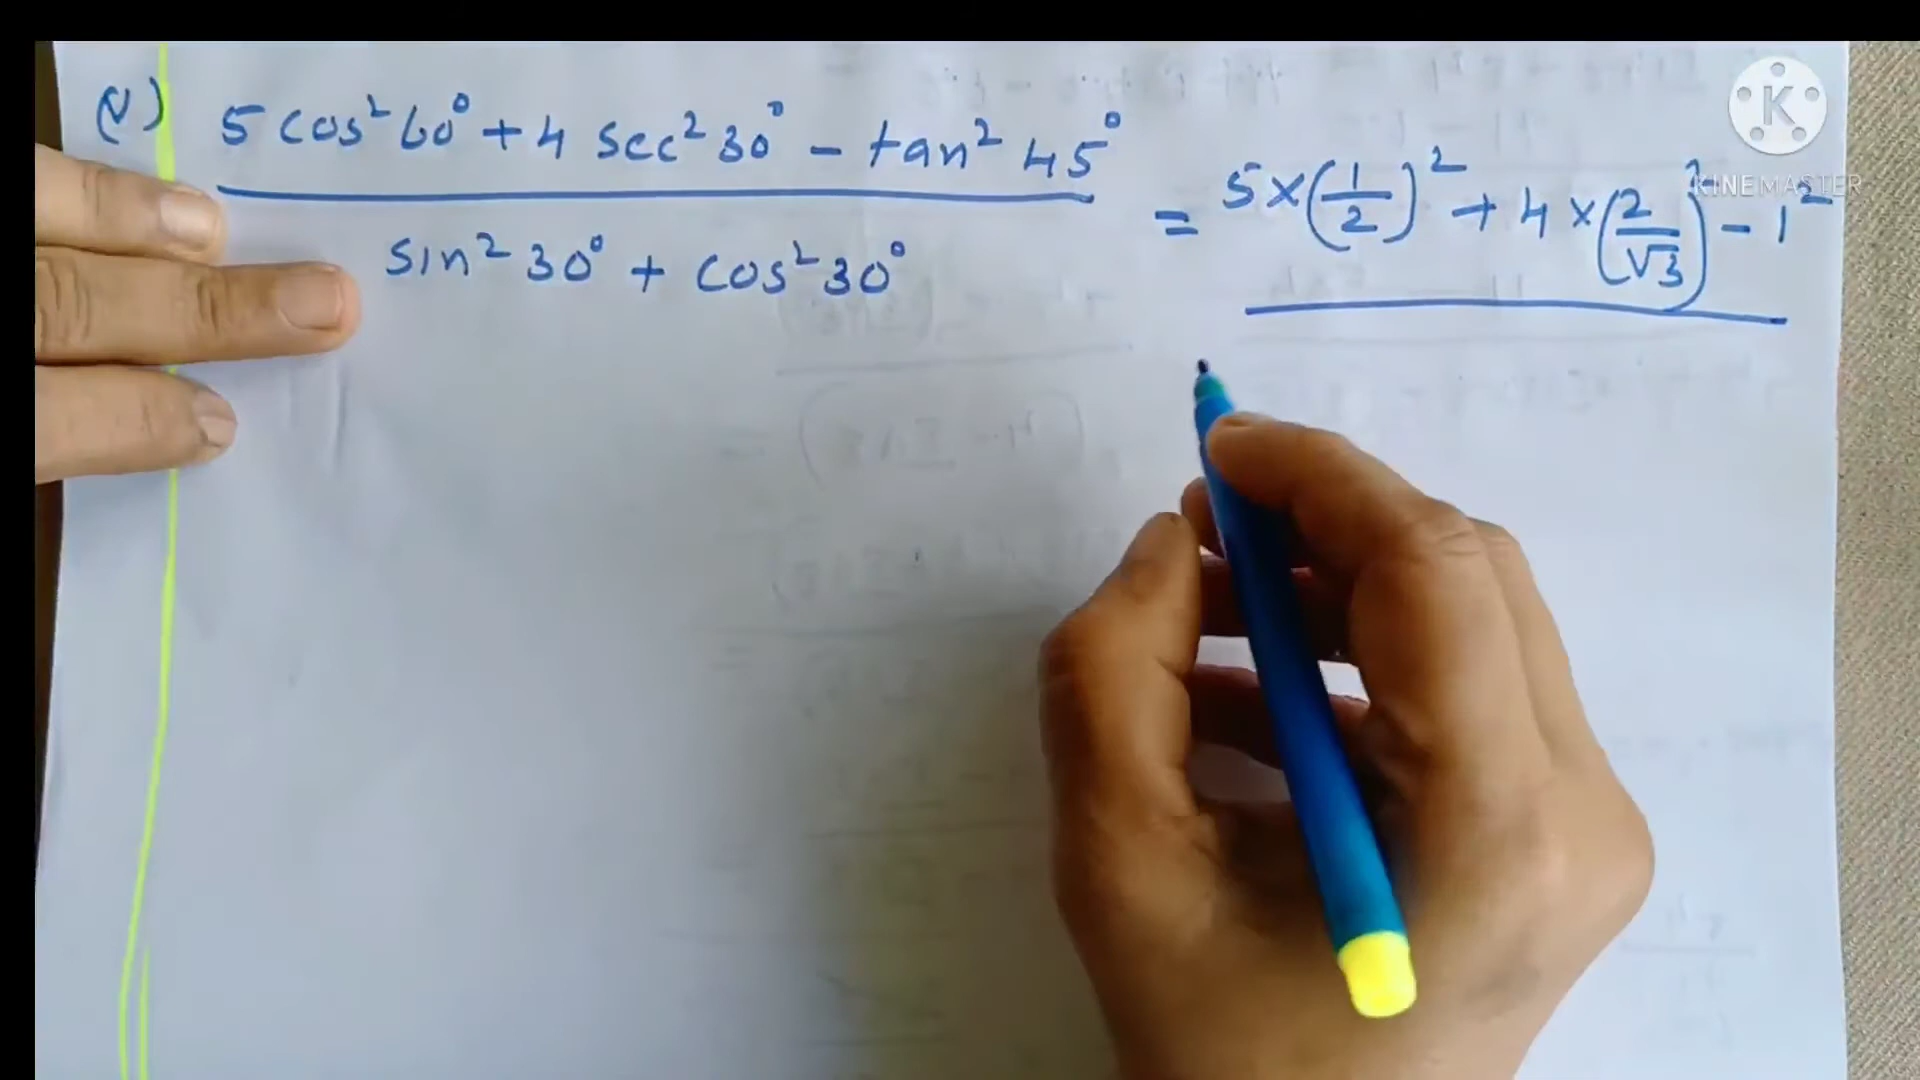 (v) 5 cos² 60° + 4 sec² 30° - tan² 45°
sin² 30° + cos² 30°
= 5 × (1/2)² + 4 × (2/√3)² - 1²
K
KINEMASTER